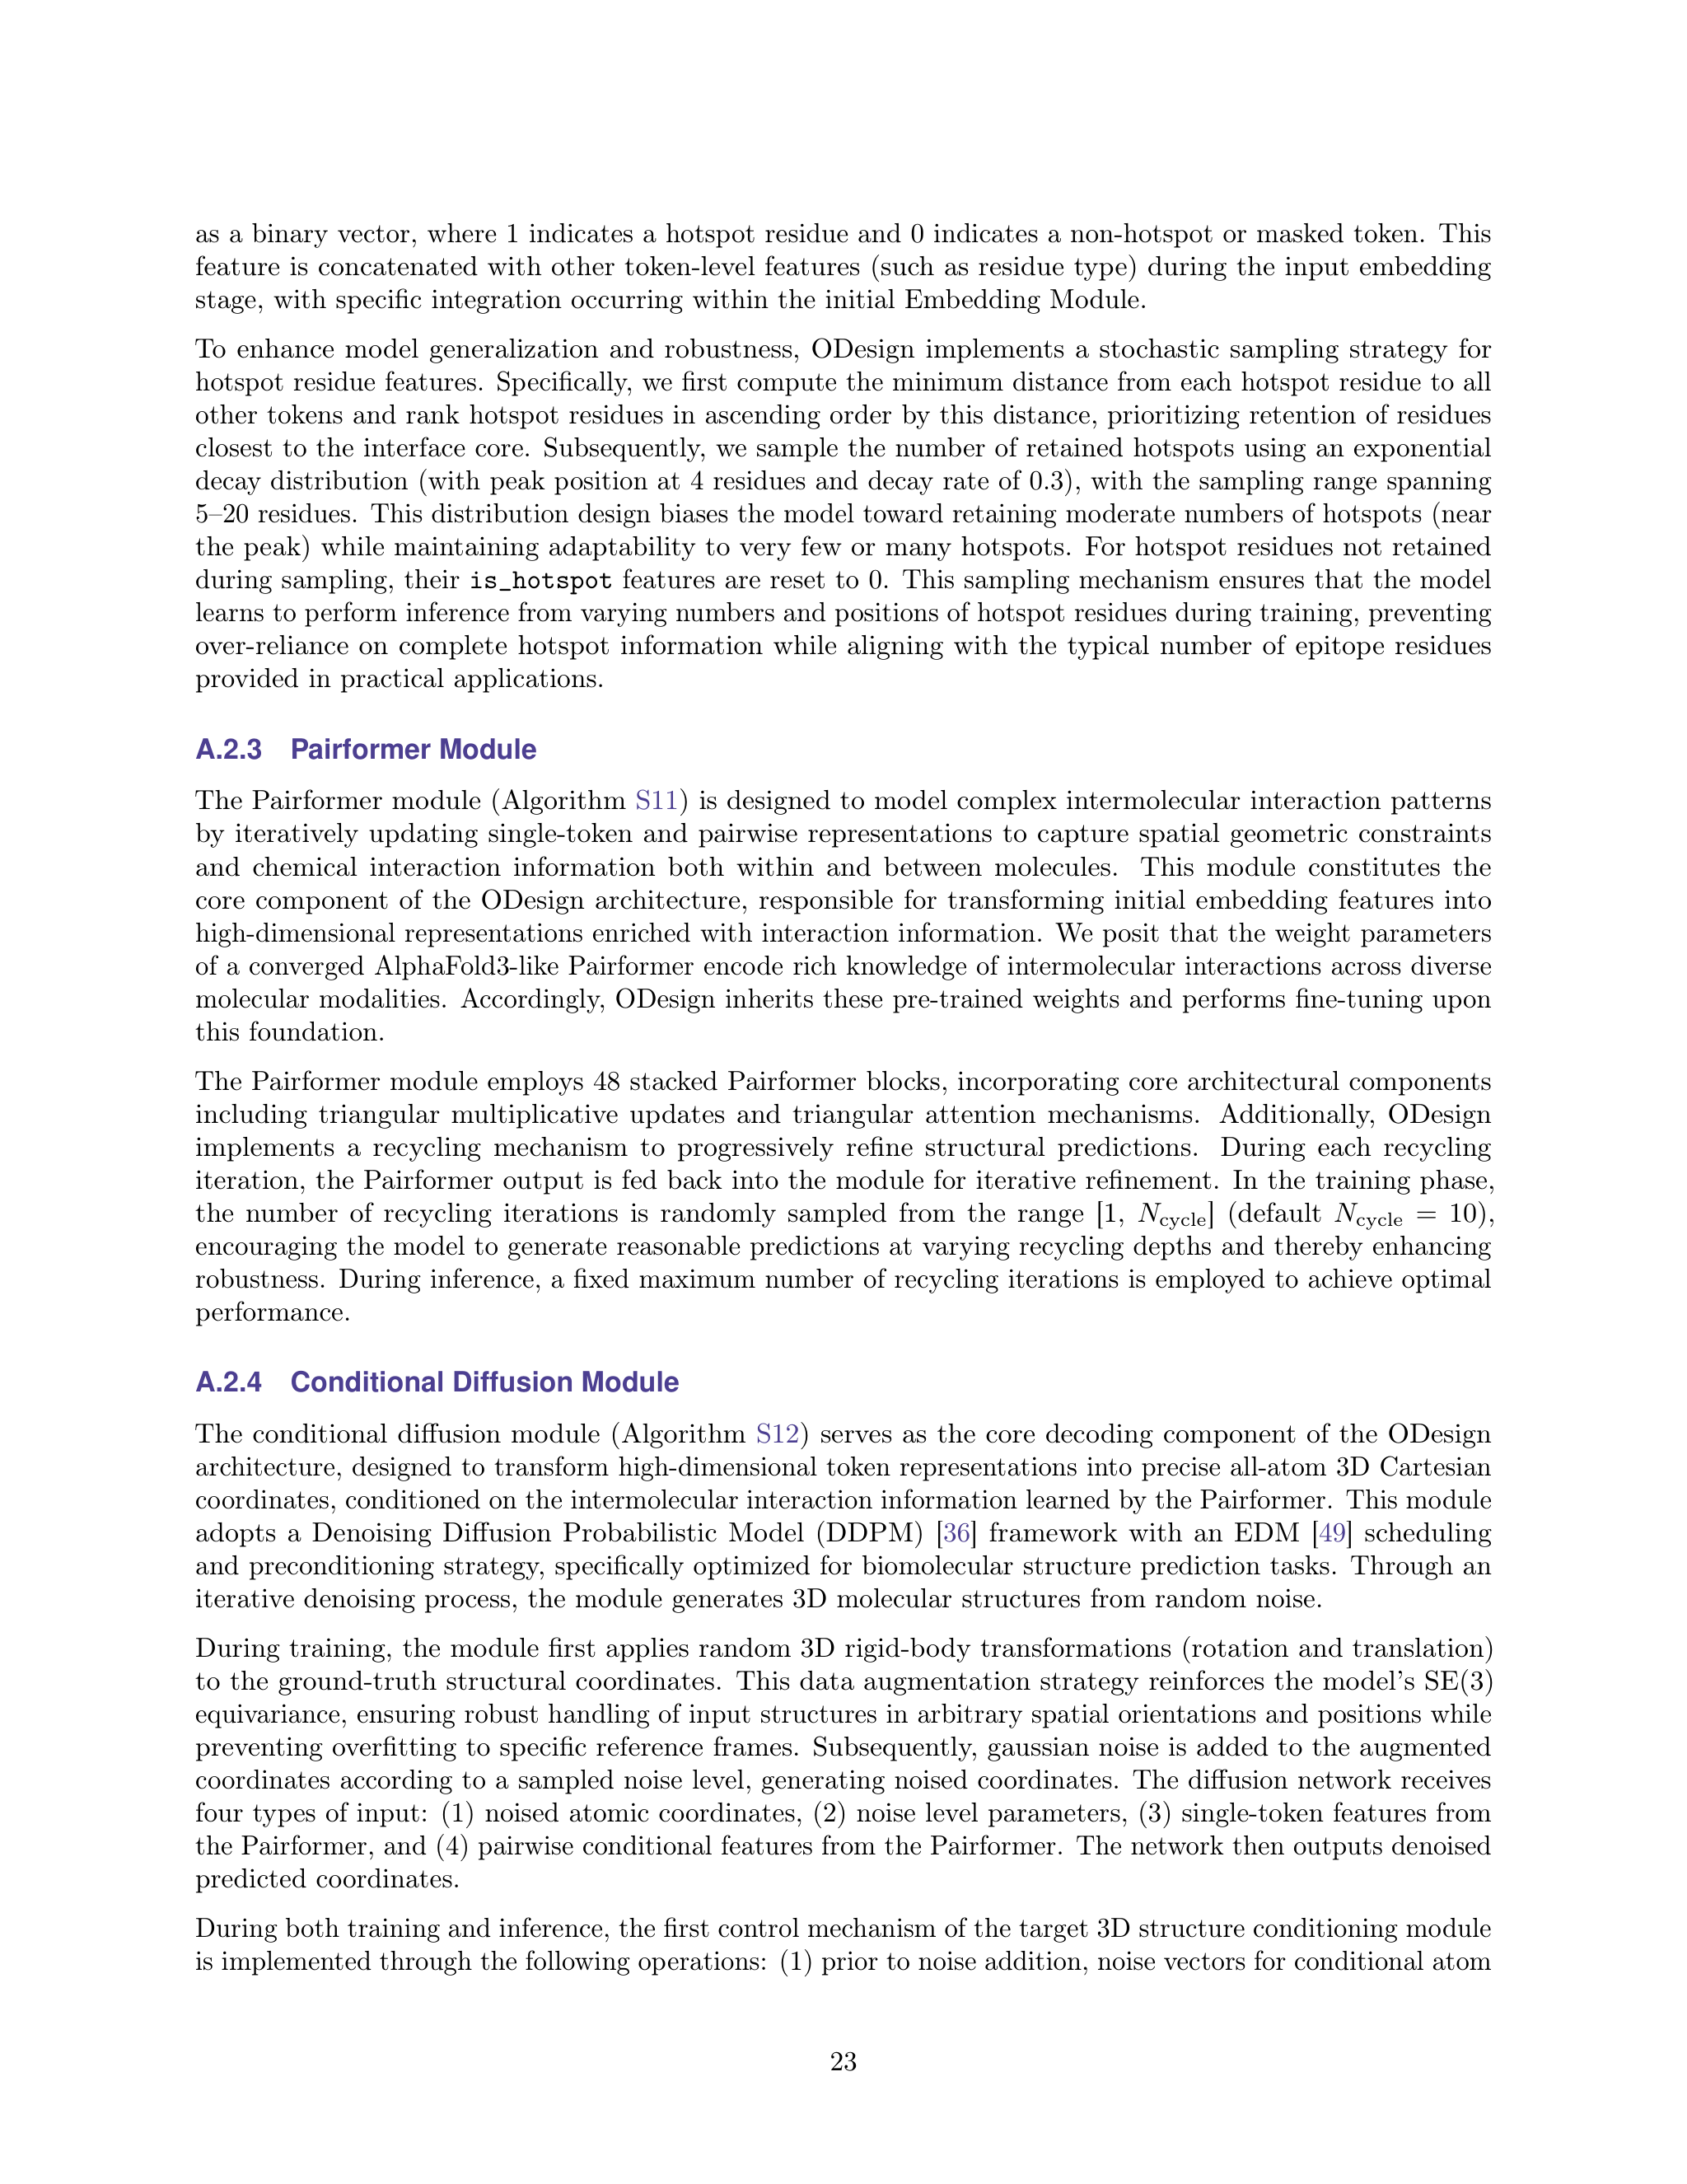 as a binary vector, where 1 indicates a hotspot residue and 0 indicates a non-hotspot or masked token. This
feature is concatenated with other token-level features (such as residue type) during the input embedding
stage, with specific integration occurring within the initial Embedding Module.
To enhance model generalization and robustness, ODesign implements a stochastic sampling strategy for
hotspot residue features. Specifically, we first compute the minimum distance from each hotspot residue to all
other tokens and rank hotspot residues in ascending order by this distance, prioritizing retention of residues
closest to the interface core. Subsequently, we sample the number of retained hotspots using an exponential
decay distribution (with peak position at 4 residues and decay rate of 0.3), with the sampling range spanning
5–20 residues. This distribution design biases the model toward retaining moderate numbers of hotspots (near
the peak) while maintaining adaptability to very few or many hotspots. For hotspot residues not retained
during sampling, their is_hotspot features are reset to 0. This sampling mechanism ensures that the model
learns to perform inference from varying numbers and positions of hotspot residues during training, preventing
over-reliance on complete hotspot information while aligning with the typical number of epitope residues
provided in practical applications.
A.2.3 Pairformer Module
The Pairformer module (Algorithm S11) is designed to model complex intermolecular interaction patterns
by iteratively updating single-token and pairwise representations to capture spatial geometric constraints
and chemical interaction information both within and between molecules. This module constitutes the
core component of the ODesign architecture, responsible for transforming initial embedding features into
high-dimensional representations enriched with interaction information. We posit that the weight parameters
of a converged AlphaFold3-like Pairformer encode rich knowledge of intermolecular interactions across diverse
molecular modalities. Accordingly, ODesign inherits these pre-trained weights and performs fine-tuning upon
this foundation.
The Pairformer module employs 48 stacked Pairformer blocks, incorporating core architectural components
including triangular multiplicative updates and triangular attention mechanisms. Additionally, ODesign
implements a recycling mechanism to progressively refine structural predictions. During each recycling
iteration, the Pairformer output is fed back into the module for iterative refinement. In the training phase,
the number of recycling iterations is randomly sampled from the range [1, N_cycle] (default N_cycle = 10),
encouraging the model to generate reasonable predictions at varying recycling depths and thereby enhancing
robustness. During inference, a fixed maximum number of recycling iterations is employed to achieve optimal
performance.
A.2.4 Conditional Diffusion Module
The conditional diffusion module (Algorithm S12) serves as the core decoding component of the ODesign
architecture, designed to transform high-dimensional token representations into precise all-atom 3D Cartesian
coordinates, conditioned on the intermolecular interaction information learned by the Pairformer. This module
adopts a Denoising Diffusion Probabilistic Model (DDPM) [36] framework with an EDM [49] scheduling
and preconditioning strategy, specifically optimized for biomolecular structure prediction tasks. Through an
iterative denoising process, the module generates 3D molecular structures from random noise.
During training, the module first applies random 3D rigid-body transformations (rotation and translation)
to the ground-truth structural coordinates. This data augmentation strategy reinforces the model's SE(3)
equivariance, ensuring robust handling of input structures in arbitrary spatial orientations and positions while
preventing overfitting to specific reference frames. Subsequently, gaussian noise is added to the augmented
coordinates according to a sampled noise level, generating noised coordinates. The diffusion network receives
four types of input: (1) noised atomic coordinates, (2) noise level parameters, (3) single-token features from
the Pairformer, and (4) pairwise conditional features from the Pairformer. The network then outputs denoised
predicted coordinates.
During both training and inference, the first control mechanism of the target 3D structure conditioning module
is implemented through the following operations: (1) prior to noise addition, noise vectors for conditional atom
23